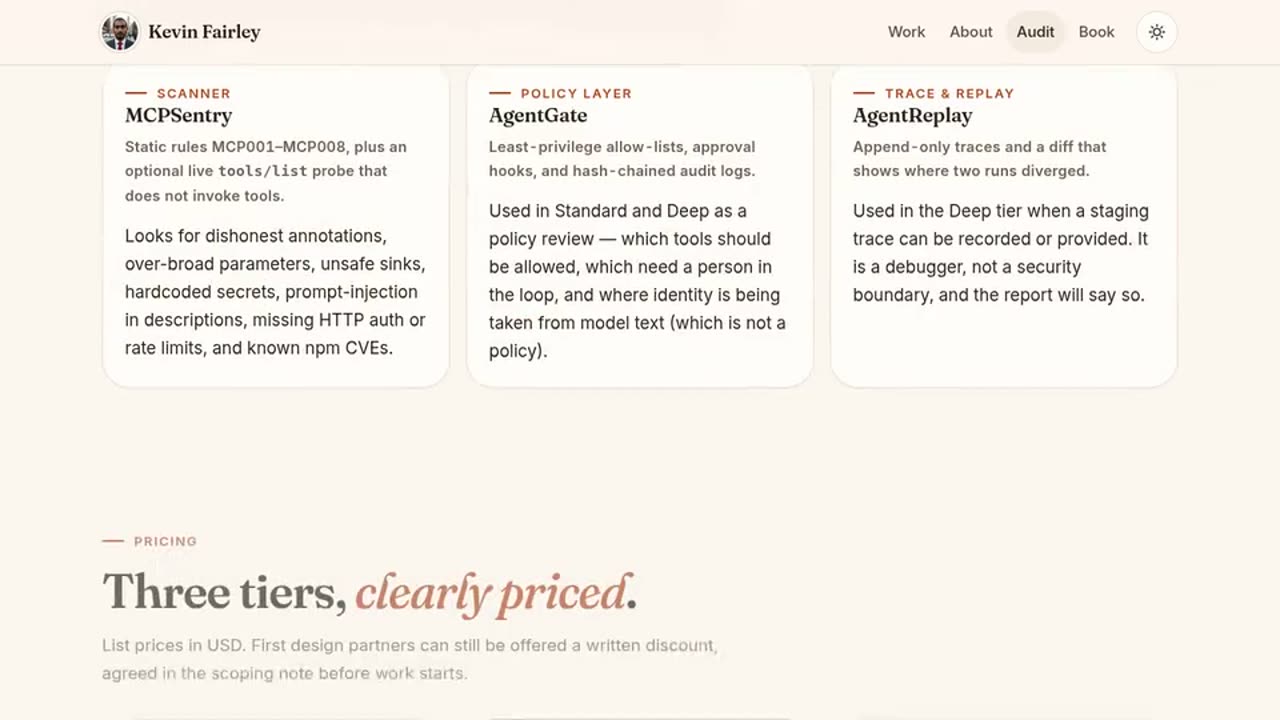 Kevin Fairley
Work About Audit Book
SCANNER
MCPSentry
Static rules MCP001–MCP008, plus an
optional live tools/list probe that
does not invoke tools.
Looks for dishonest annotations,
over-broad parameters, unsafe sinks,
hardcoded secrets, prompt-injection
in descriptions, missing HTTP auth or
rate limits, and known npm CVEs.
POLICY LAYER
AgentGate
Least-privilege allow-lists, approval
hooks, and hash-chained audit logs.
Used in Standard and Deep as a
policy review — which tools should
be allowed, which need a person in
the loop, and where identity is being
taken from model text (which is not a
policy).
TRACE & REPLAY
AgentReplay
Append-only traces and a diff that
shows where two runs diverged.
Used in the Deep tier when a staging
trace can be recorded or provided. It
is a debugger, not a security
boundary, and the report will say so.
PRICING
Three tiers, clearly priced.
List prices in USD. First design partners can still be offered a written discount,
agreed in the scoping note before work starts.